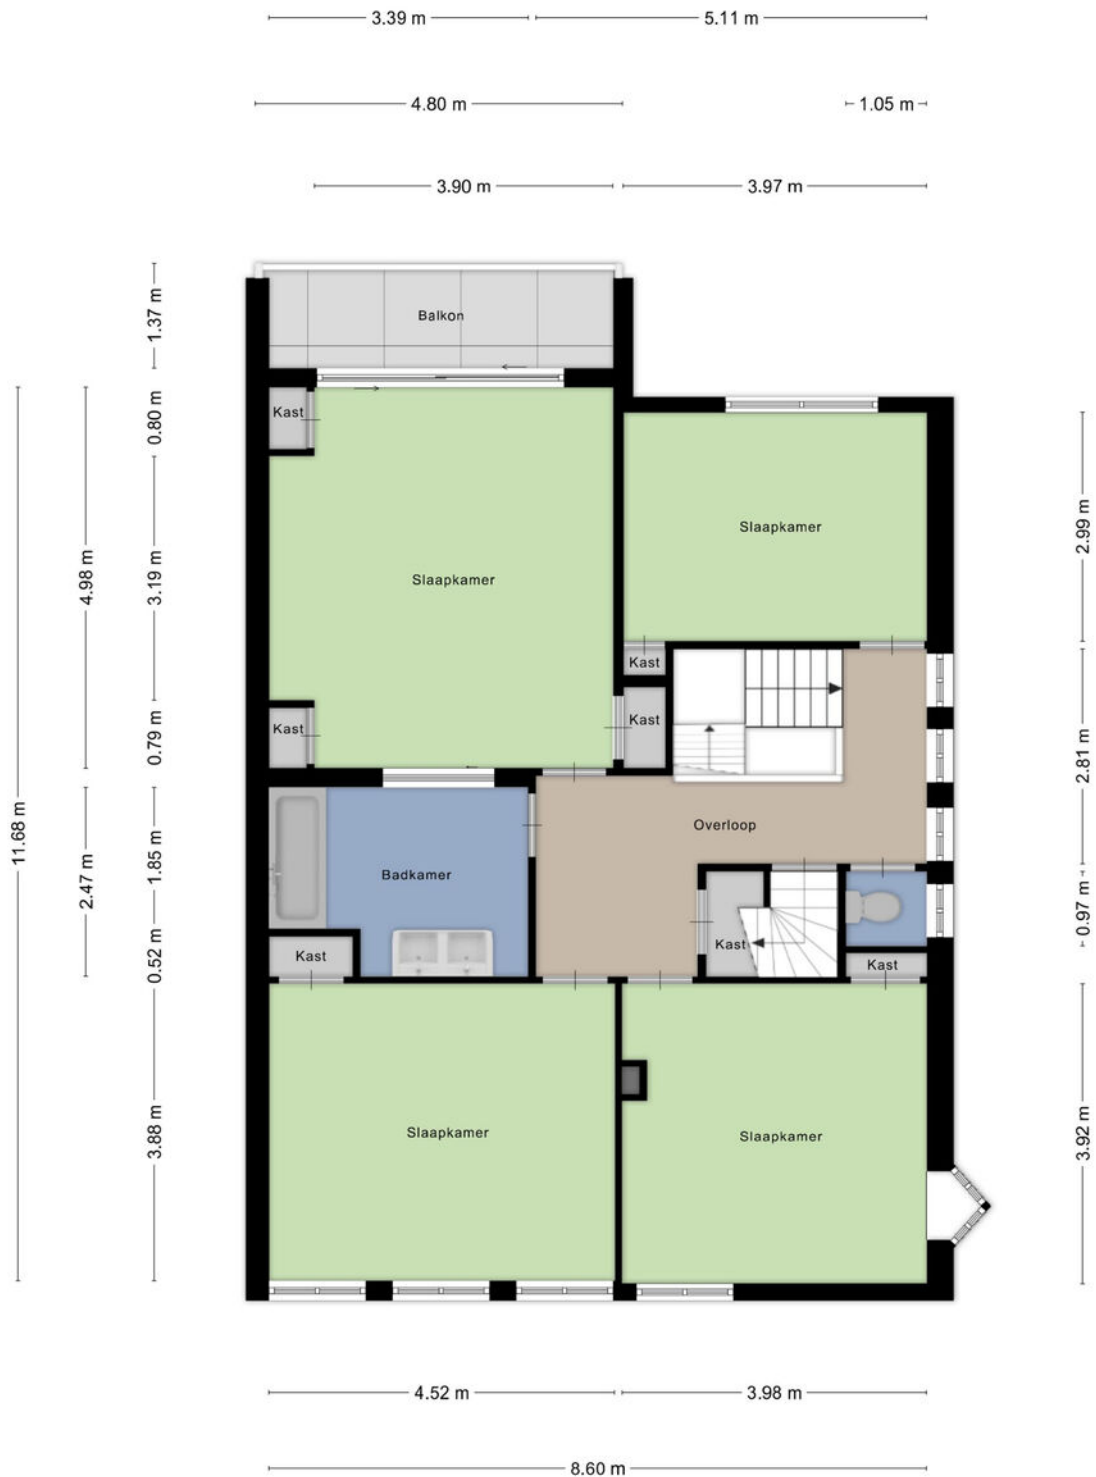 3.39 m
5.11 m
4.80 m
1.05 m
3.90 m
3.97 m
1.37 m
Balkon
0.80 m
Kast
4.98 m
3.19 m
Slaapkamer
Slaapkamer
2.99 m
Kast
Kast
Kast
0.79 m
2.81 m
11.68 m
2.47 m
1.85 m
Badkamer
Overloop
0.97 m
0.52 m
Kast
Kast
Kast
3.88 m
Slaapkamer
Slaapkamer
3.92 m
4.52 m
3.98 m
8.60 m